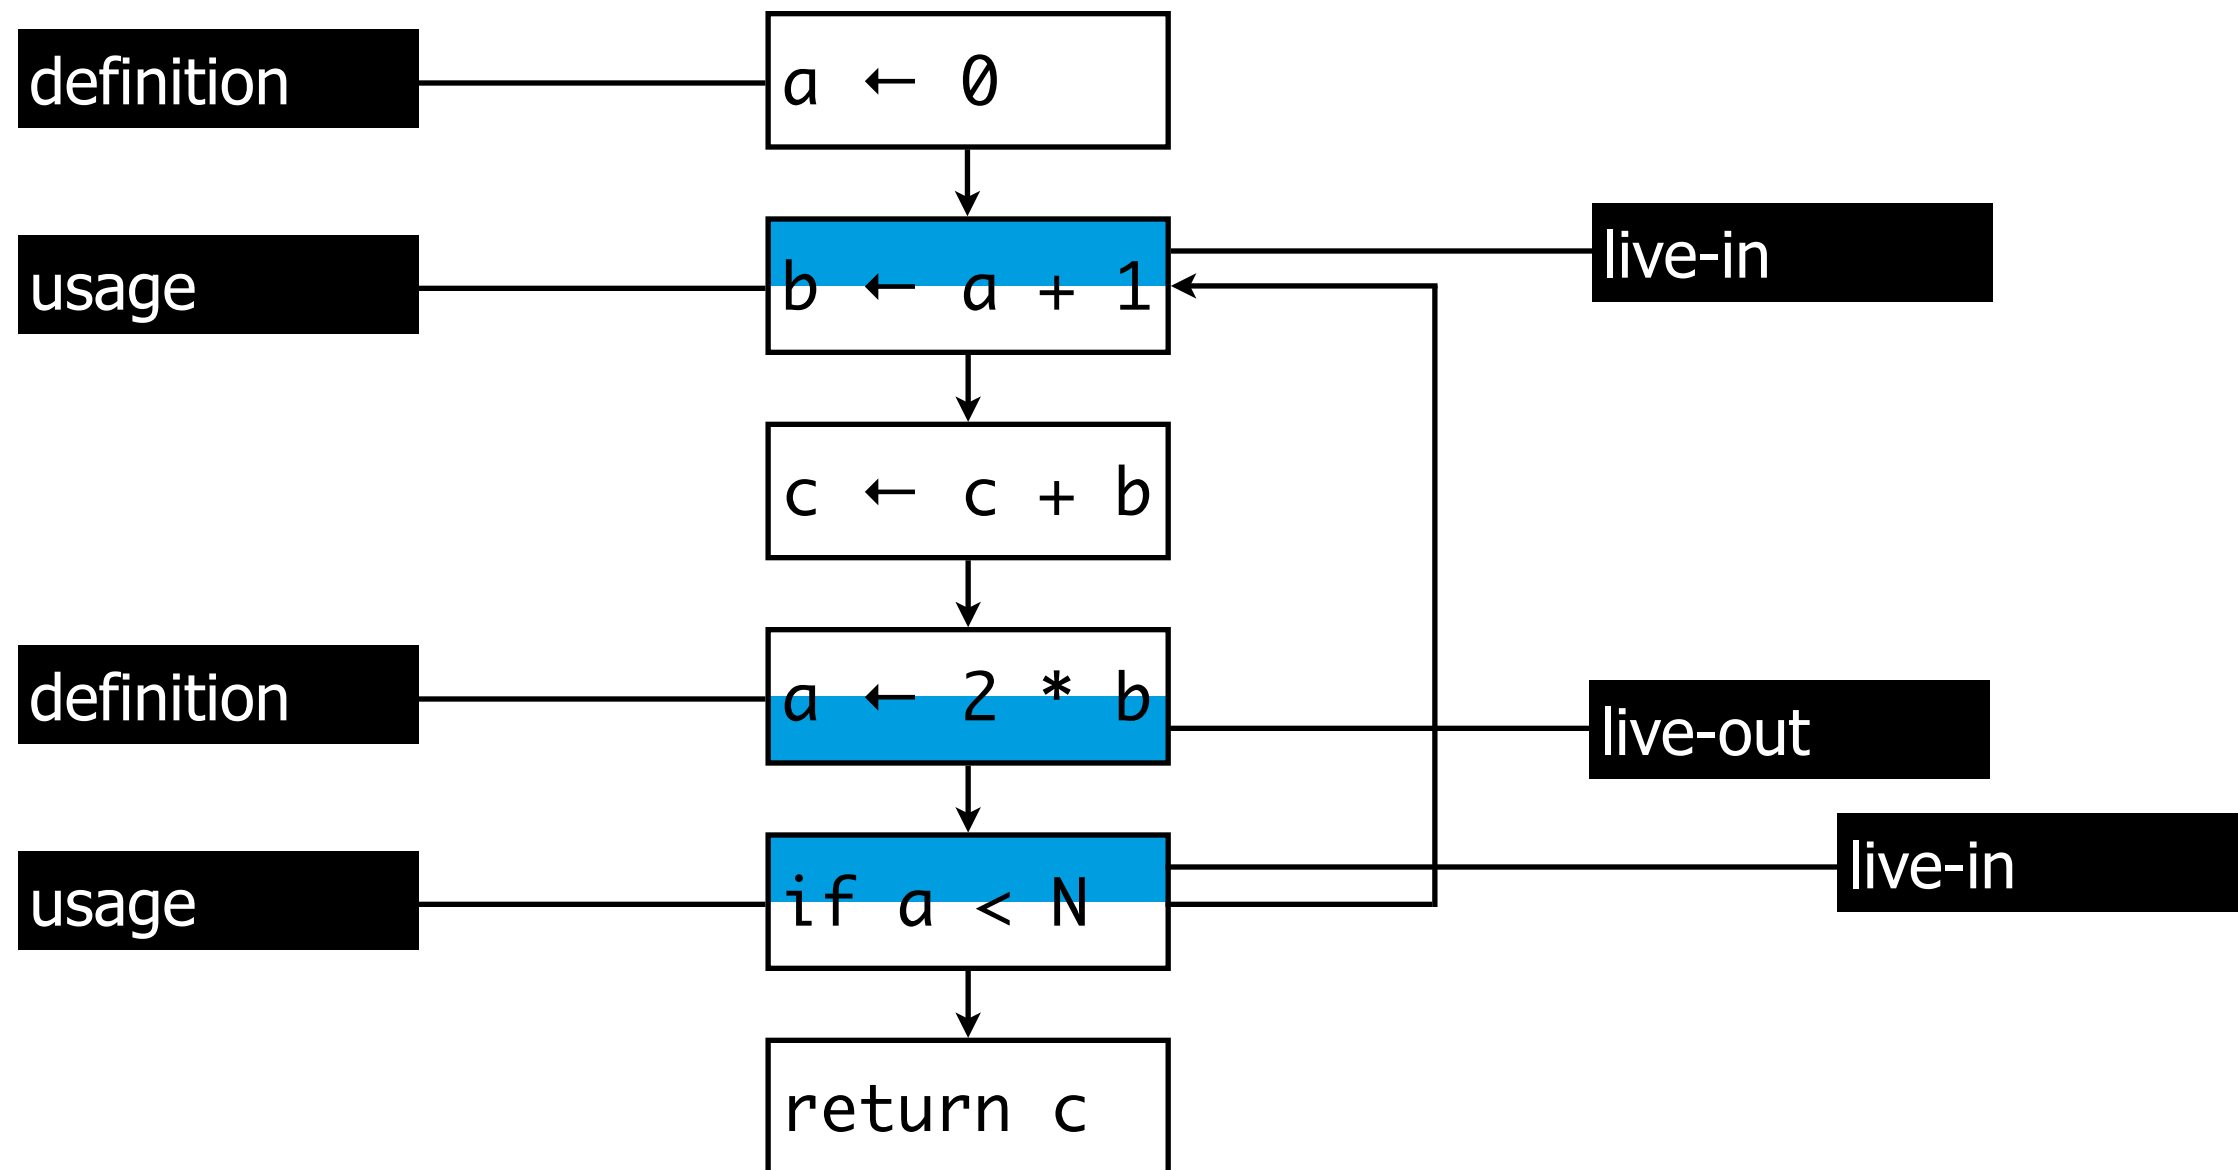 definition
a ← 0
usage
b ← a + 1
live-in
c ← c + b
definition
a ← 2 * b
live-out
usage
if a < N
live-in
return c